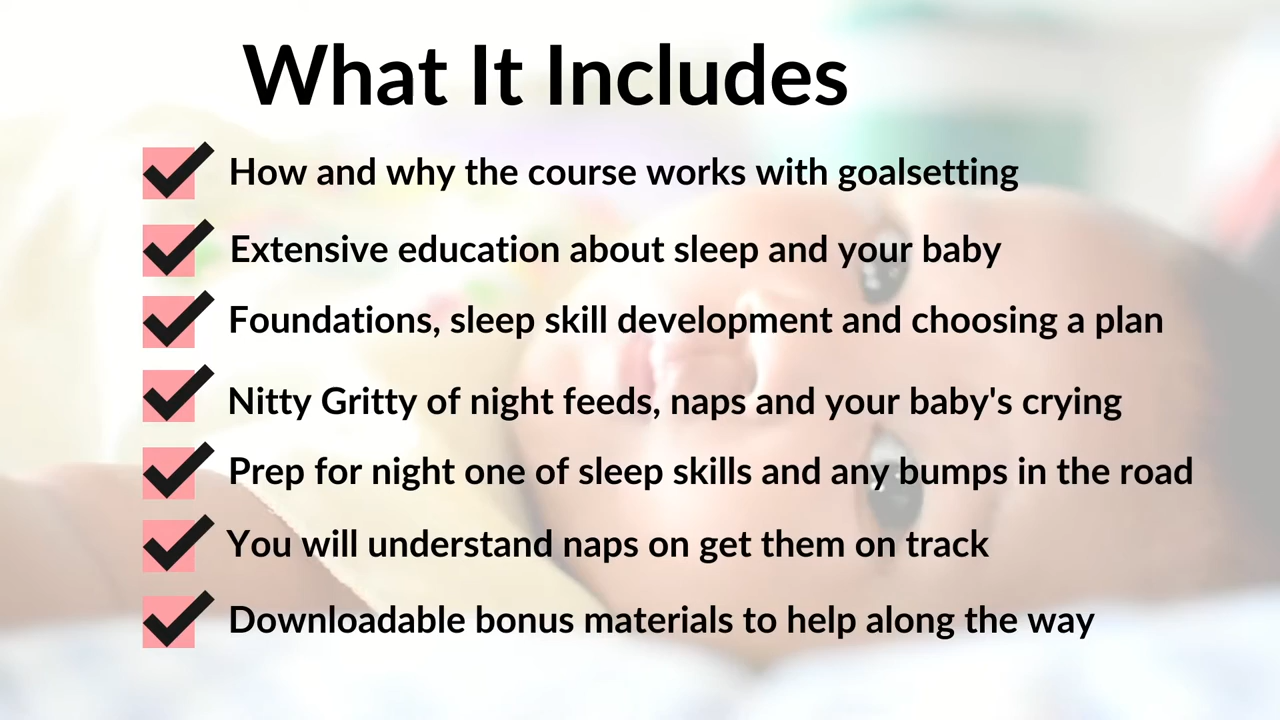 What It Includes
How and why the course works with goalsetting
Extensive education about sleep and your baby
Foundations, sleep skill development and choosing a plan
Nitty Gritty of night feeds, naps and your baby's crying
Prep for night one of sleep skills and any bumps in the road
You will understand naps on get them on track
Downloadable bonus materials to help along the way